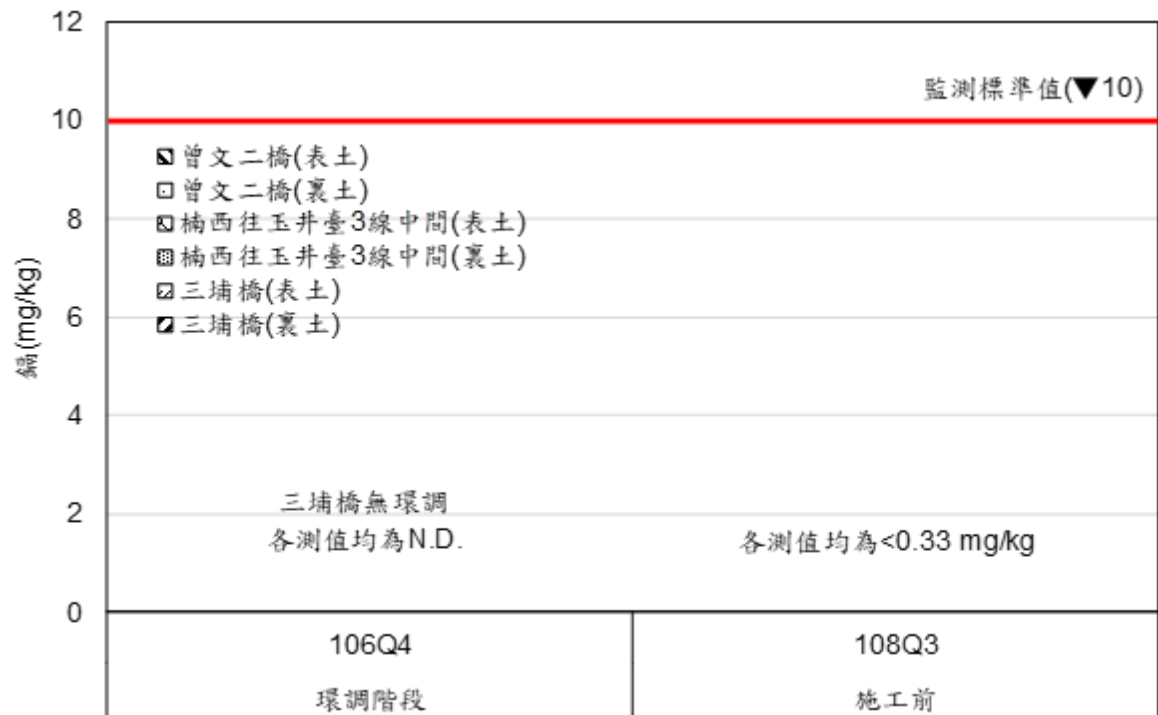 12
監測標準值(▼10)
10
曾文二橋(表土)
曾文二橋(裏土)
8
楠西往玉井臺3線中間(表土)
楠西往玉井臺3線中間(裏土)
三埔橋(表土)
6
三埔橋(裏土)
鎘(mg/kg)
4
2
三埔橋無環調
各測值均為N.D.
各測值均為<0.33 mg/kg
0
106Q4
108Q3
環調階段
施工前